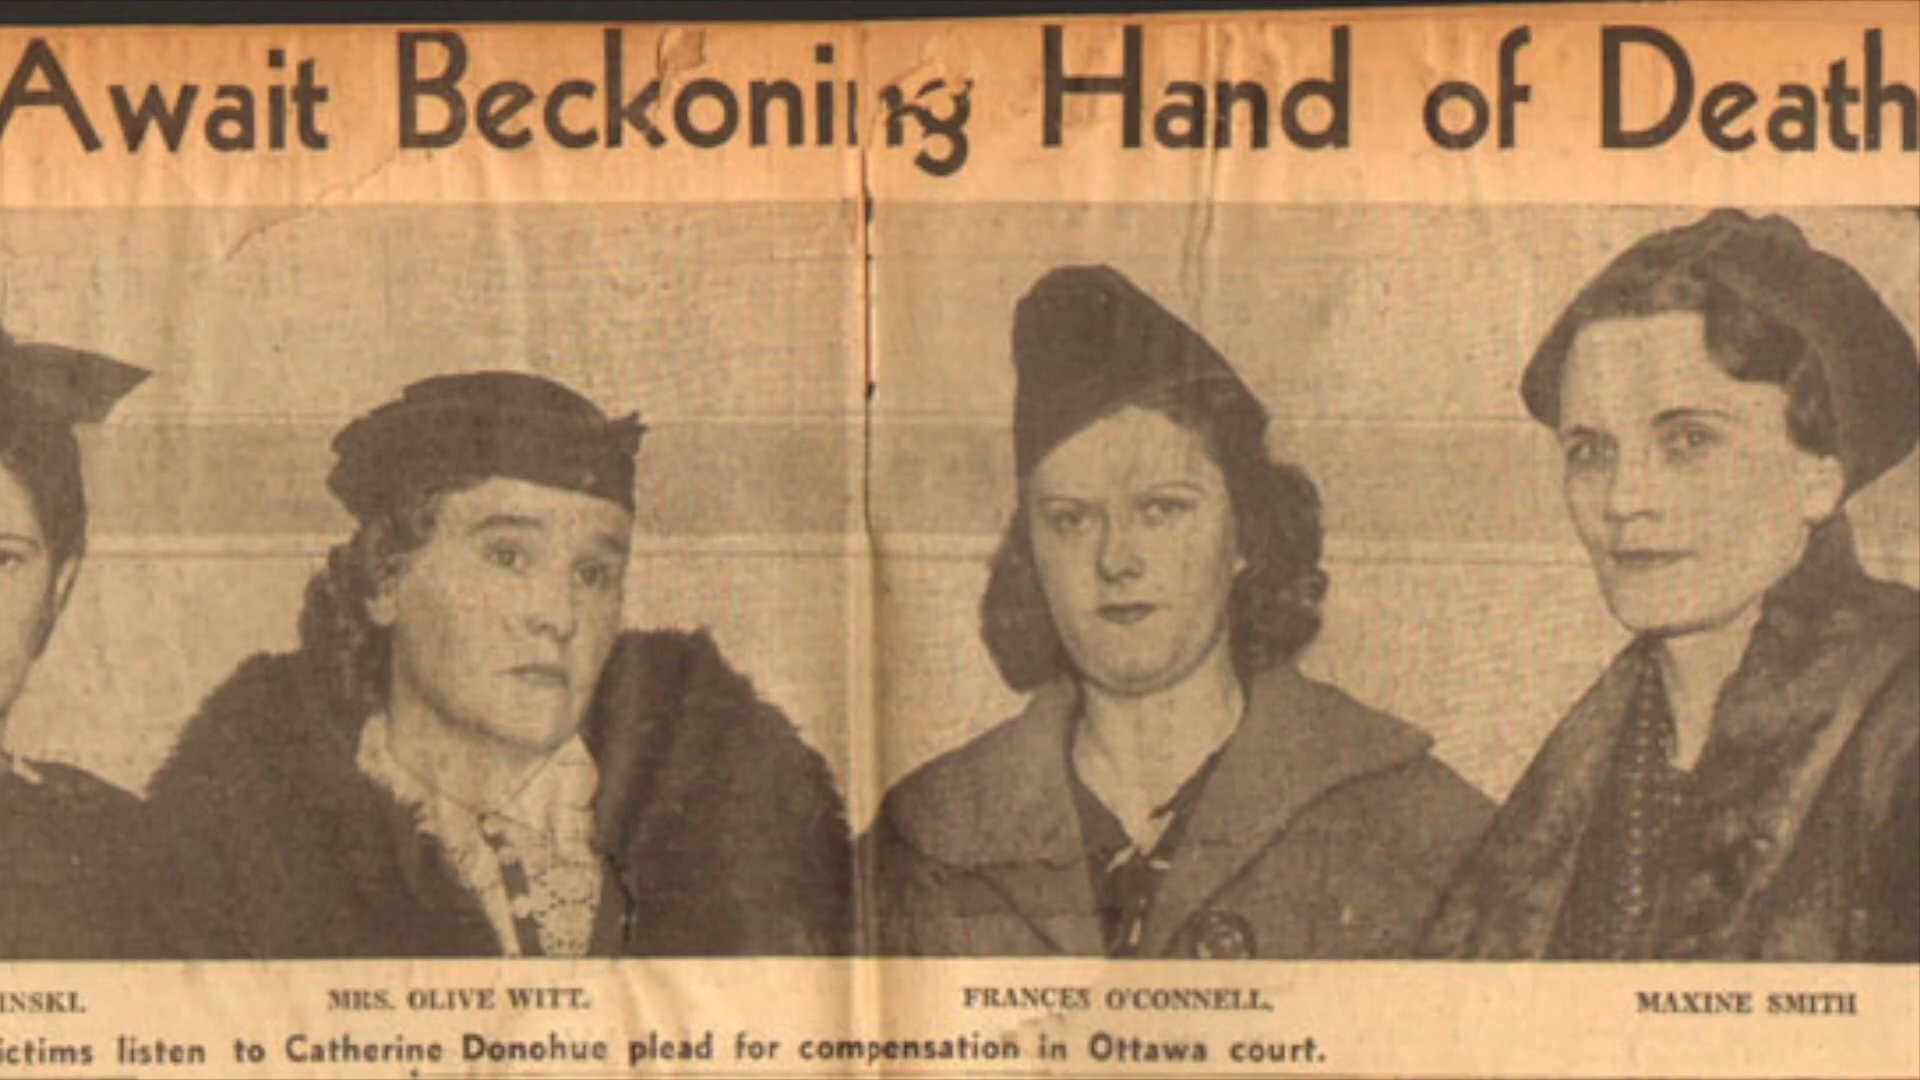 Await Beckoning Hand of Death
INSKI. MRS. OLIVE WITT. FRANCES O'CONNELL. MAXINE SMITH
ictims listen to Catherine Donohue plead for compensation in Ottawa court.